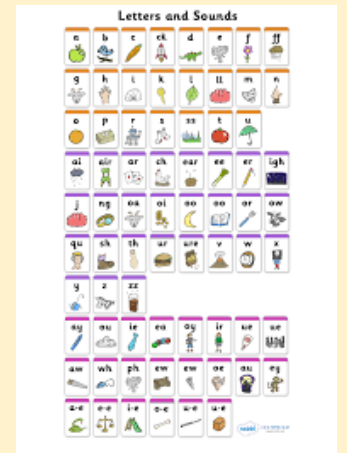 Letters and Sounds
a b c ck d e f ff
g h i k l ll m n
o p r s ss t u
ai air ar ch ear ee er igh
j ng oa oi oo oo or ow
qu sh th ur ure v w x
y z zz
ay ou ie ea oy ir ue ue
aw wh ph ew ew oe au ey
a-e e-e i-e o-e u-e u-e
twinkl